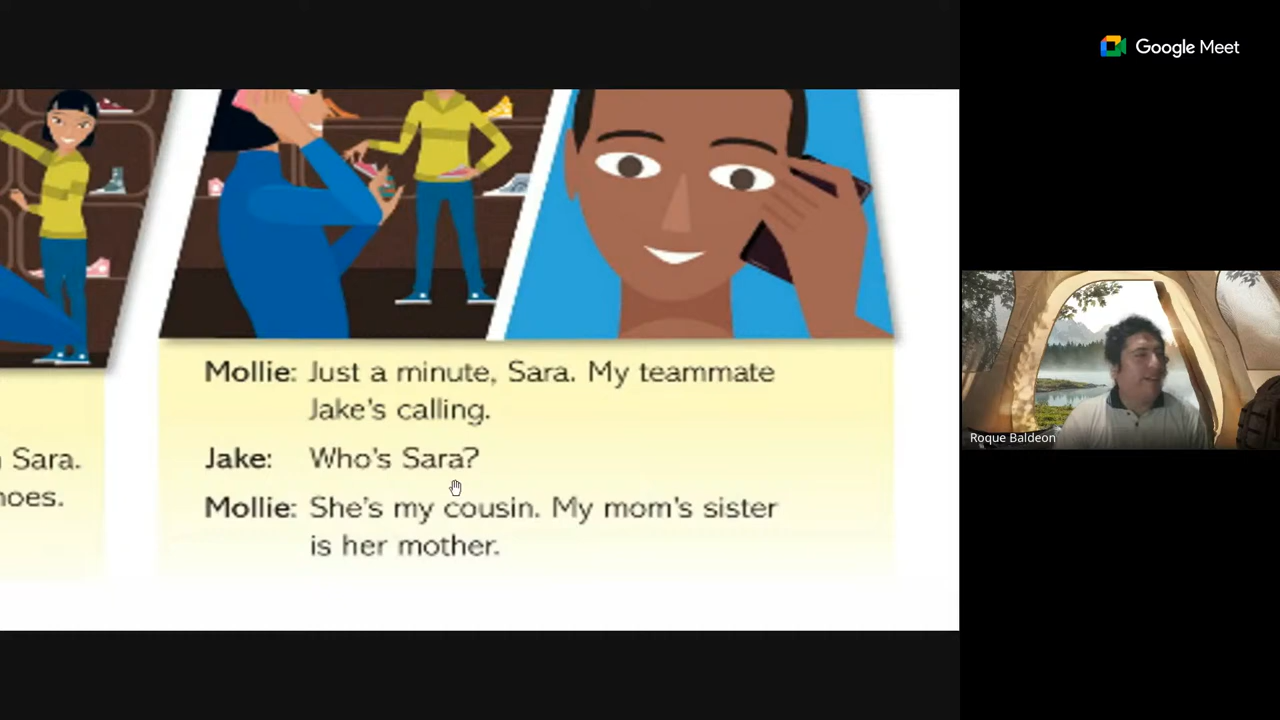 Google Meet
Mollie: Just a minute, Sara. My teammate
Jake's calling.
Sara.
Jake: Who's Sara?
Mollie: She's my cousin. My mom's sister
is her mother.
Roque Baldeon